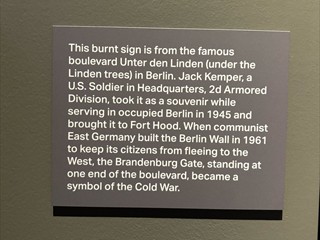 This burnt sign is from the famous
boulevard Unter den Linden (under the
Linden trees) in Berlin. Jack Kemper, a
U.S. Soldier in Headquarters, 2d Armored
Division, took it as a souvenir while
serving in occupied Berlin in 1945 and
brought it to Fort Hood. When communist
East Germany built the Berlin Wall in 1961
to keep its citizens from fleeing to the
West, the Brandenburg Gate, standing at
one end of the boulevard, became a
symbol of the Cold War.